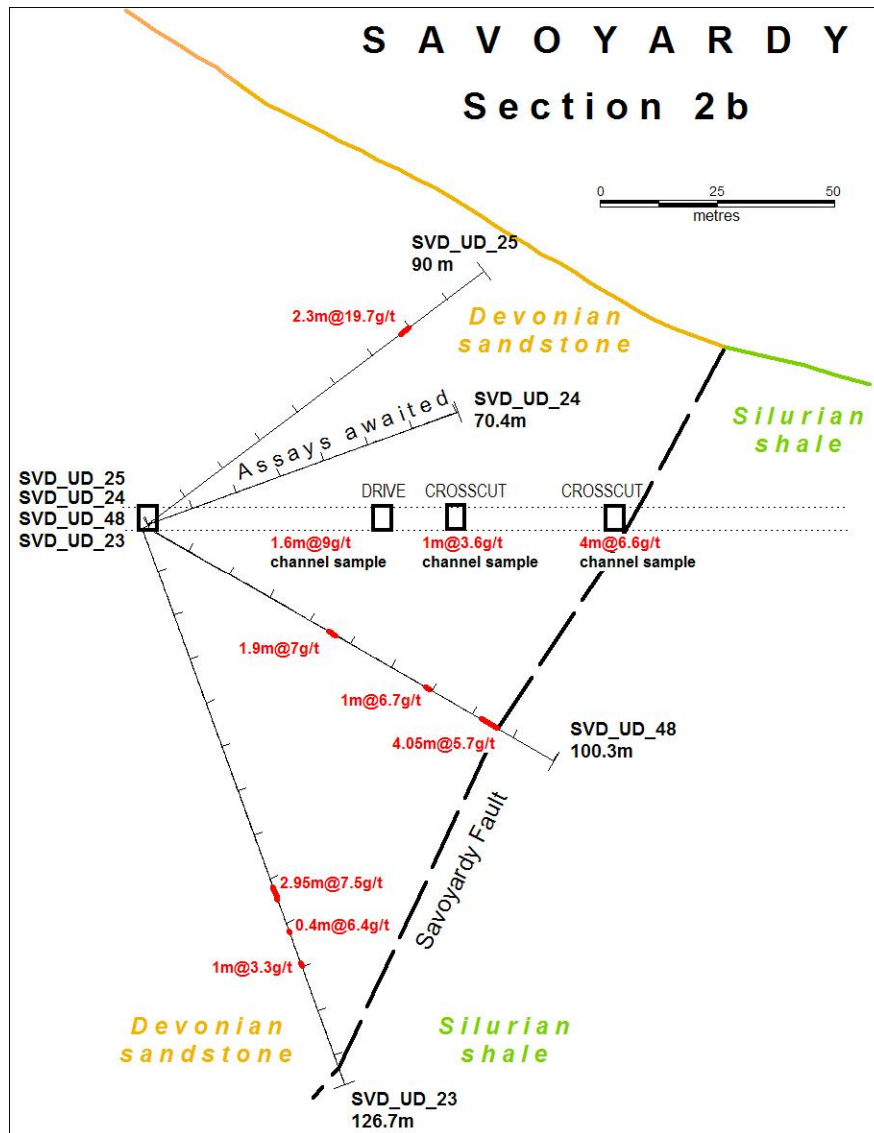 S A V O Y A R D Y
Section 2b
0 25 50
metres
SVD_UD_25
90 m
2.3m@19.7g/t
Devonian
sandstone
SVD_UD_24
70.4m
Assays awaited
Silurian
shale
SVD_UD_25
SVD_UD_24
SVD_UD_48
SVD_UD_23
DRIVE CROSSCUT CROSSCUT
1.6m@9g/t 1m@3.6g/t 4m@6.6g/t
channel sample channel sample channel sample
1.9m@7g/t
1m@6.7g/t
4.05m@5.7g/t
SVD_UD_48
100.3m
Savoyardy Fault
2.95m@7.5g/t
0.4m@6.4g/t
1m@3.3g/t
Devonian
sandstone
Silurian
shale
SVD_UD_23
126.7m